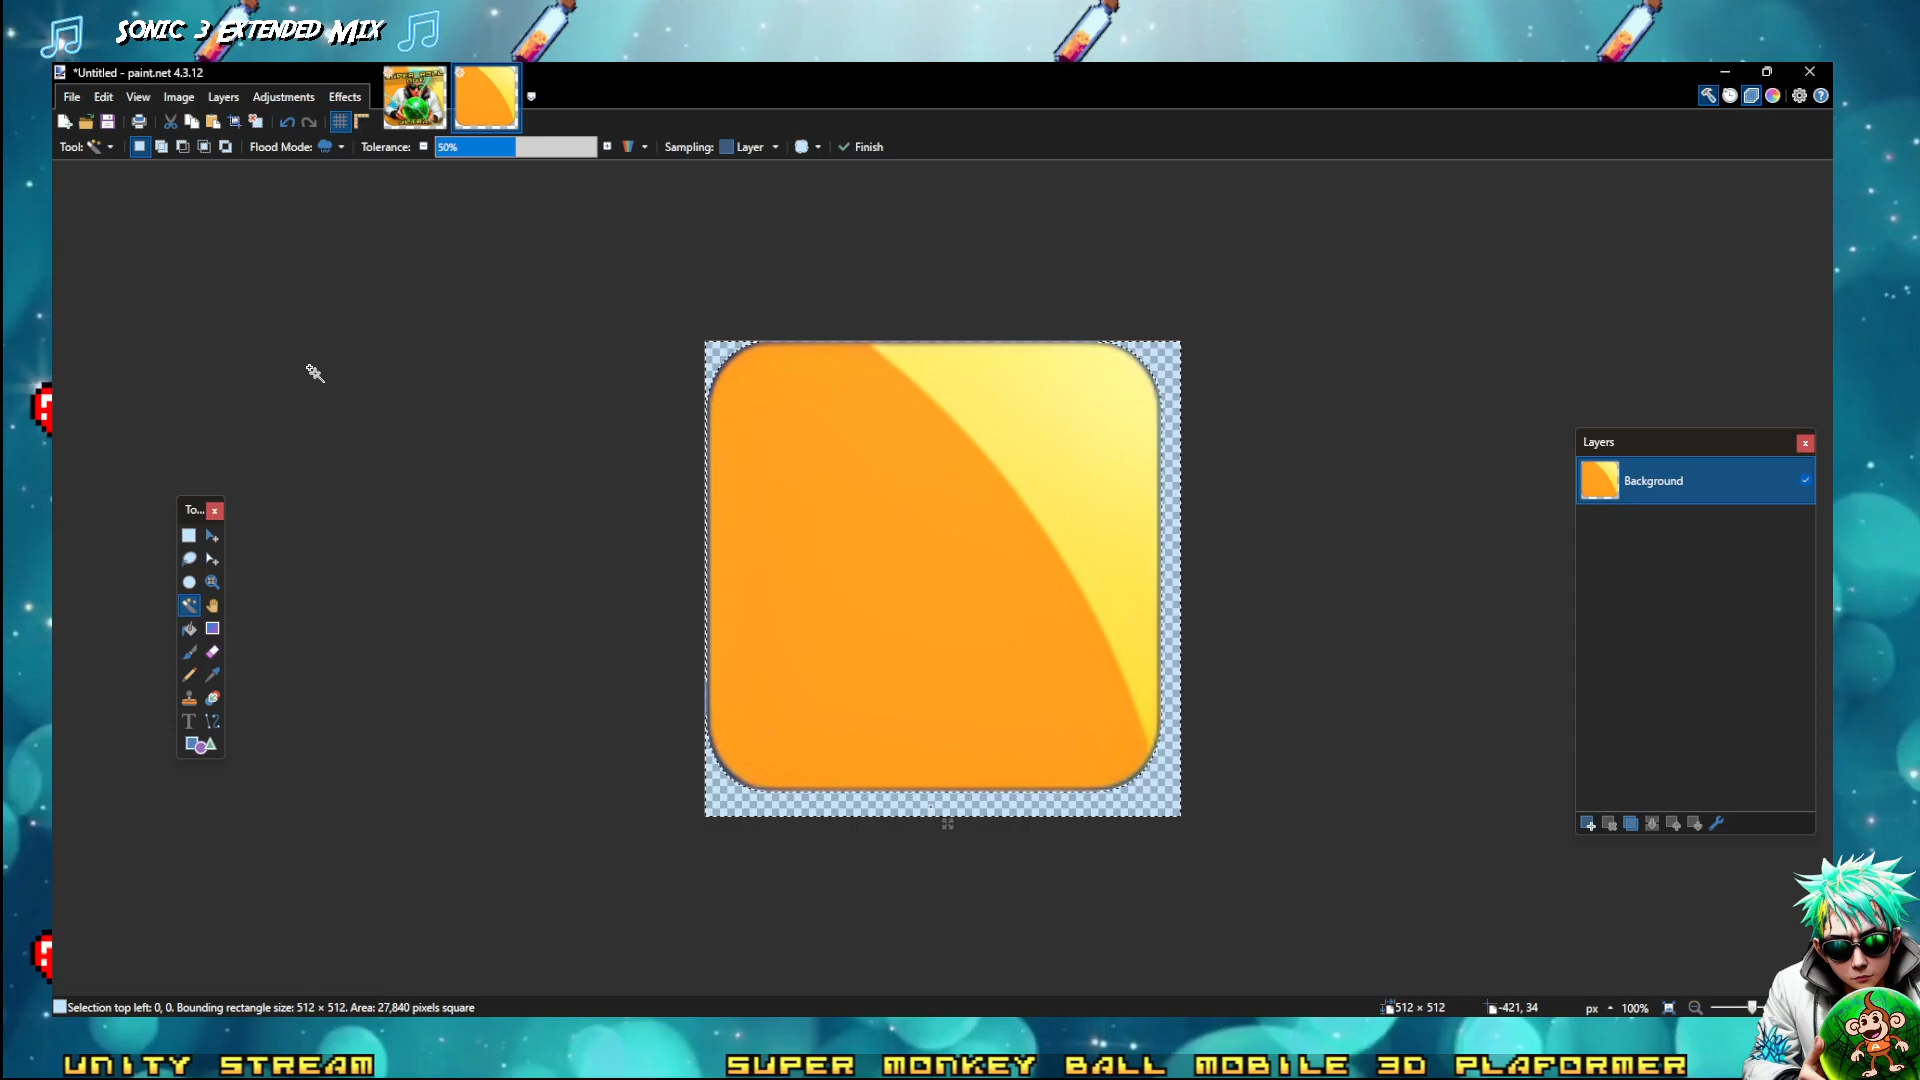 Sonic 3 Extended Mix
*Untitled - paint.net 4.3.12
File Edit View Image Layers Adjustments Effects
Tool: Flood Mode: Tolerance: 50% Sampling: Layer Finish
Layers
Background
To...
Selection top left: 0, 0. Bounding rectangle size: 512 × 512. Area: 27,840 pixels square
512 × 512 -421, 34 px 100%
UNITY STREAM SUPER MONKEY BALL MOBILE 3D PLAFORMER